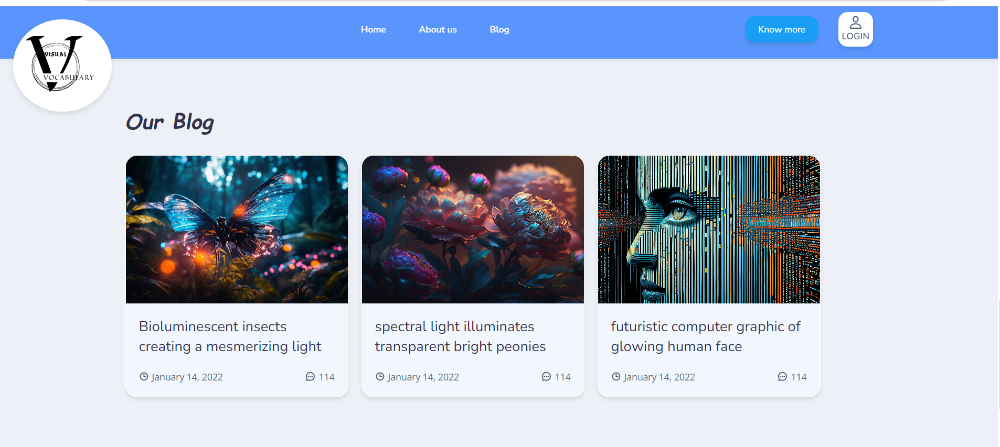 Home About us Blog Know more
LOGIN
VISUAL
VOCABULARY
Our Blog
Bioluminescent insects
creating a mesmerizing light
January 14, 2022 114
spectral light illuminates
transparent bright peonies
January 14, 2022 114
futuristic computer graphic of
glowing human face
January 14, 2022 114